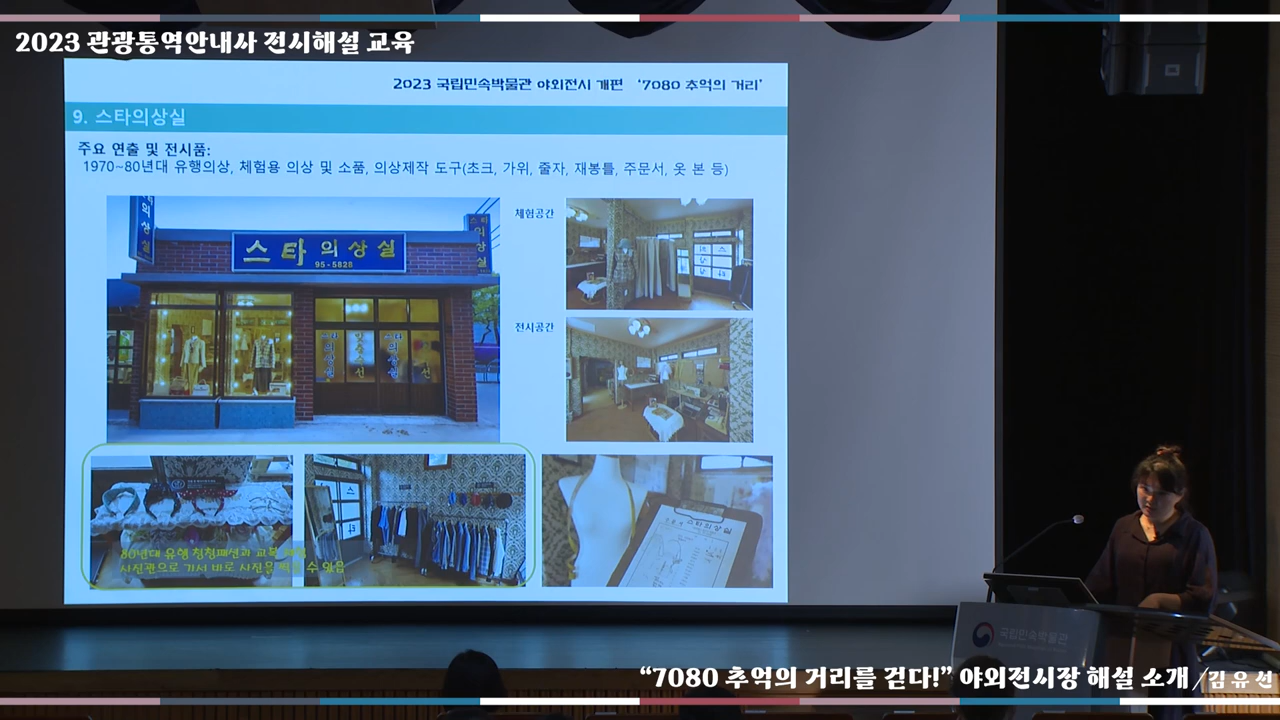 2023 관광통역안내사 전시해설 교육
2023 국립민속박물관 야외전시 개편 '7080 추억의 거리'
9. 스타의상실
주요 연출 및 전시품:
1970~80년대 유행의상, 체험용 의상 및 소품, 의상제작 도구(초크, 가위, 줄자, 재봉틀, 주문서, 옷 본 등)
체험공간
스타의상실
95-5828
전시공간
80년대 유행 청청패션과 교복
사진관으로 가서 바로 사진을 찍을 수 있음
스타의상실
국립민속박물관
“7080 추억의 거리를 걷다!” 야외전시장 해설 소개 / 김유선